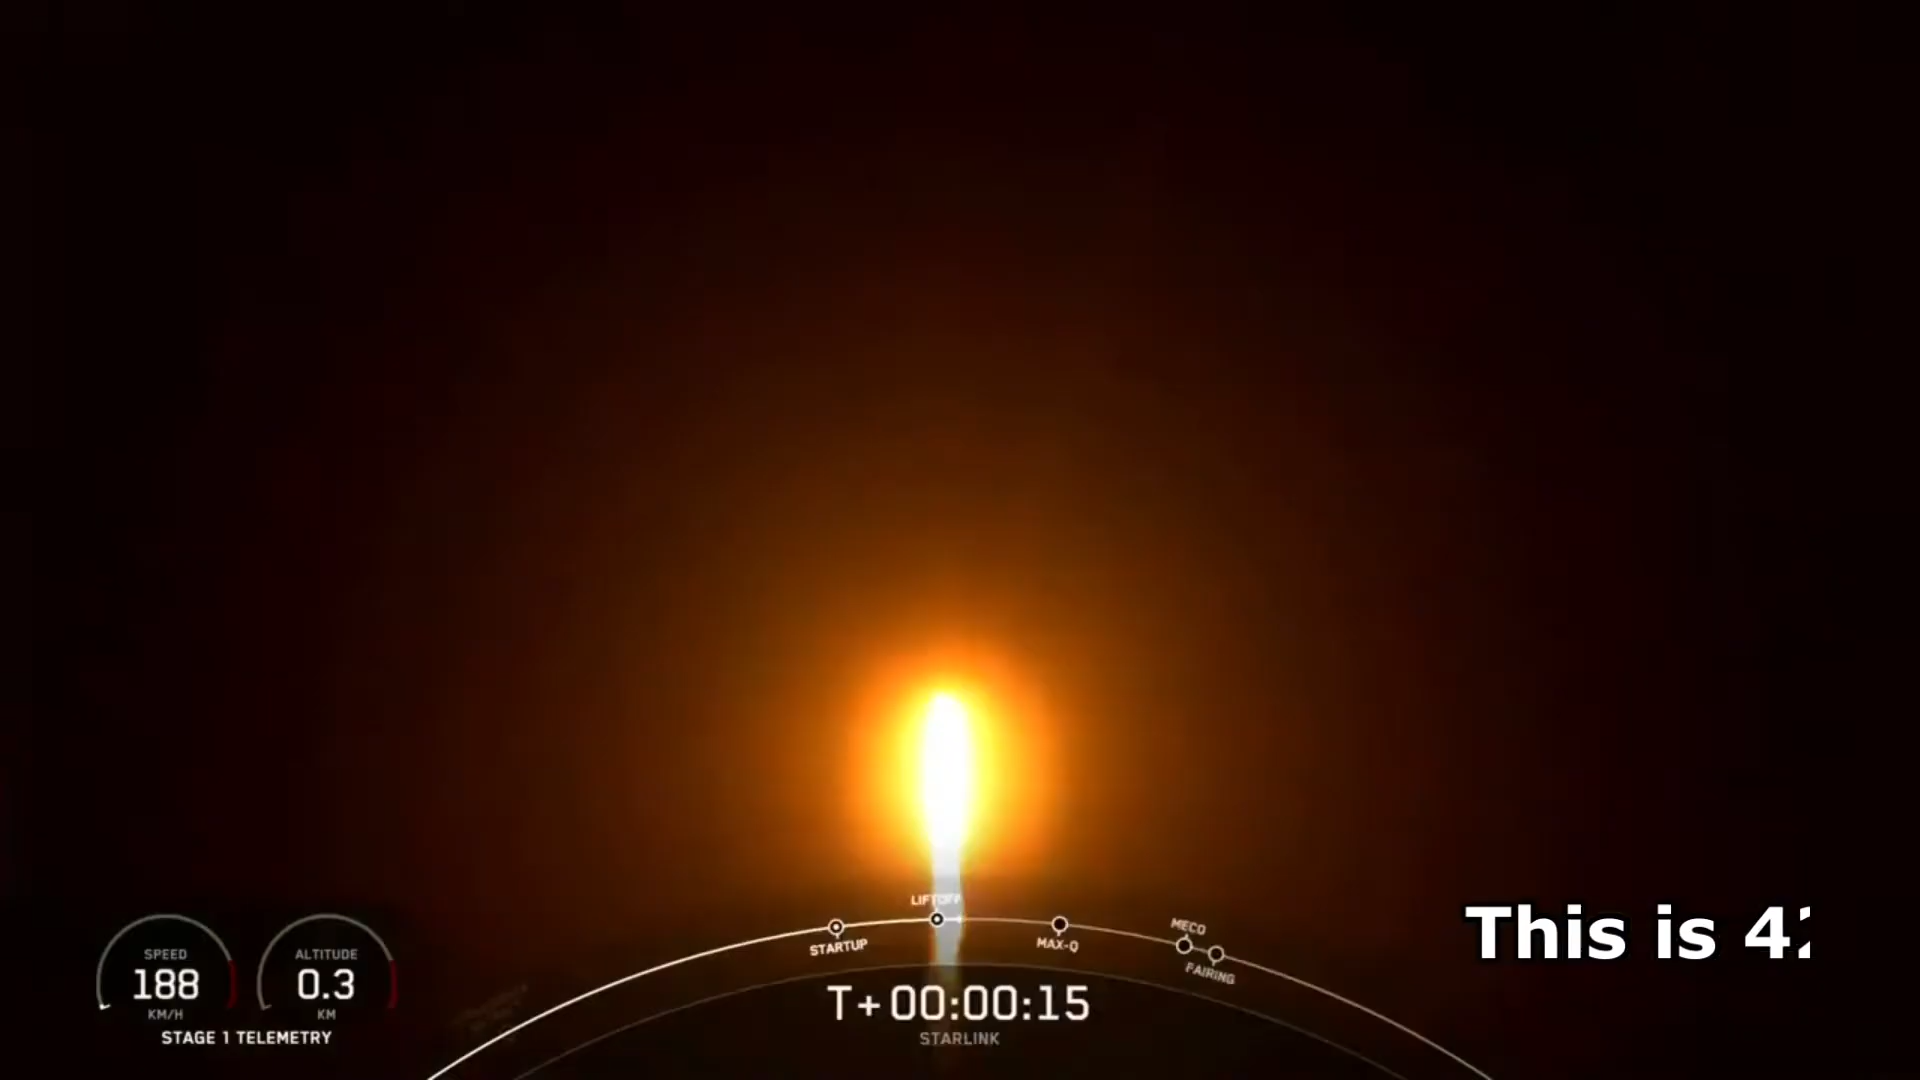 LIFTOFF
STARTUP
MAX-Q
MECO
FAIRING
This is 4
SPEED
188
KM/H
ALTITUDE
0.3
KM
STAGE 1 TELEMETRY
T+00:00:15
STARLINK